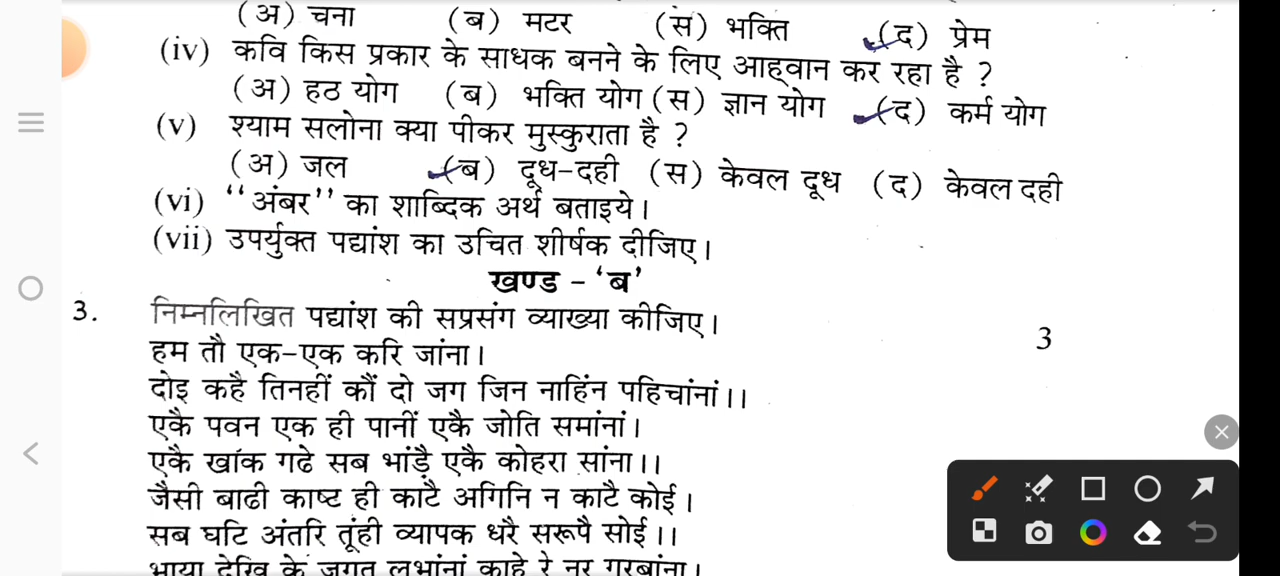 (अ) चना (ब) मटर (स) भक्ति (द) प्रेम
(iv) कवि किस प्रकार के साधक बनने के लिए आह्वान कर रहा है ?
(अ) हठ योग (ब) भक्ति योग (स) ज्ञान योग (द) कर्म योग
(v) श्याम सलोना क्या पीकर मुस्कुराता है ?
(अ) जल (ब) दूध-दही (स) केवल दूध (द) केवल दही
(vi) “अंबर” का शाब्दिक अर्थ बताइये।
(vii) उपर्युक्त पद्यांश का उचित शीर्षक दीजिए।
खण्ड - ‘ब’
3. निम्नलिखित पद्यांश की सप्रसंग व्याख्या कीजिए। 3
हम तौ एक-एक करि जांना।
दोइ कहै तिनहीं कौं दो जग जिन नाहिंन पहिचांनां।।
एकै पवन एक ही पानीं एकै जोति समांनां।
एकै खांक गढे सब भांड़ै एकै कोहरा सांना।।
जैसी बाढी काष्ट ही काटै अगिनि न काटै कोई।
सब घटि अंतरि तूंही व्यापक धरै सरूपै सोई।।
माया देखि के जगत लुभांनां काहे रे नर गरबांना।